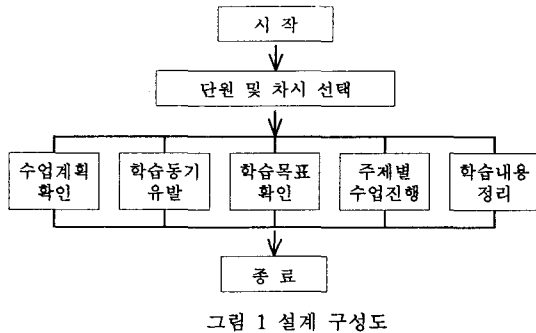 시 작
단원 및 차시 선택
수업계획
확인
학습동기
유발
학습목표
확인
주제별
수업진행
학습내용
정리
종 료
그림 1 설계 구성도